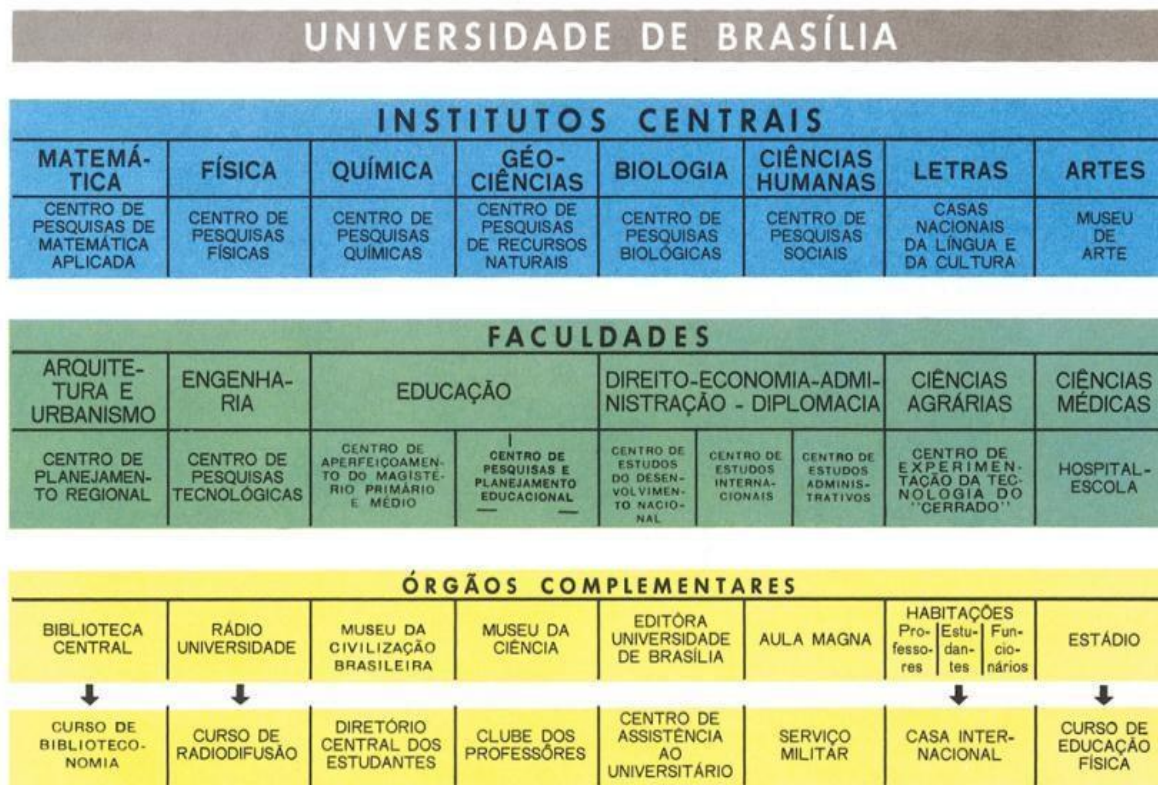 UNIVERSIDADE DE BRASÍLIA
INSTITUTOS CENTRAIS
MATEMÁ-
TICA
FÍSICA
QUÍMICA
GÉO-
CIÊNCIAS
BIOLOGIA
CIÊNCIAS
HUMANAS
LETRAS
ARTES
CENTRO DE
PESQUISAS DE
MATEMÁTICA
APLICADA
CENTRO DE
PESQUISAS
FÍSICAS
CENTRO DE
PESQUISAS
QUÍMICAS
CENTRO DE
PESQUISAS
DE RECURSOS
NATURAIS
CENTRO DE
PESQUISAS
BIOLÓGICAS
CENTRO DE
PESQUISAS
SOCIAIS
CASAS
NACIONAIS
DA LÍNGUA E
DA CULTURA
MUSEU
DE
ARTE
FACULDADES
ARQUITE-
TURA E
URBANISMO
ENGENHA-
RIA
EDUCAÇÃO
DIREITO-ECONOMIA-ADMI-
NISTRAÇÃO - DIPLOMACIA
CIÊNCIAS
AGRÁRIAS
CIÊNCIAS
MÉDICAS
CENTRO DE
PLANEJAMEN-
TO REGIONAL
CENTRO DE
PESQUISAS
TECNOLÓGICAS
CENTRO DE
APERFEIÇOAMEN-
TO DO MAGISTÉ-
RIO PRIMÁRIO
E MÉDIO
CENTRO DE
PESQUISAS E
PLANEJAMENTO
EDUCACIONAL
CENTRO DE
ESTUDOS
DO DESEN-
VOLVIMEN-
TO NACIO-
NAL
CENTRO DE
ESTUDOS
INTERNA-
CIONAIS
CENTRO DE
ESTUDOS
ADMINIS-
TRATIVOS
CENTRO DE
EXPERIMEN-
TAÇÃO DA TEC-
NOLOGIA DO
"CERRADO"
HOSPITAL-
ESCOLA
ÓRGÃOS COMPLEMENTARES
BIBLIOTECA
CENTRAL
RÁDIO
UNIVERSIDADE
MUSEU DA
CIVILIZAÇÃO
BRASILEIRA
MUSEU DA
CIÊNCIA
EDITÔRA
UNIVERSIDADE
DE BRASÍLIA
AULA MAGNA
HABITAÇÕES
Pro-
fesso-
res
Estu-
dan-
tes
Fun-
cio-
nários
ESTÁDIO
CURSO DE
BIBLIOTECO-
NOMIA
CURSO DE
RADIODIFUSÃO
DIRETÓRIO
CENTRAL DOS
ESTUDANTES
CLUBE DOS
PROFESSÔRES
CENTRO DE
ASSISTÊNCIA
AO
UNIVERSITÁRIO
SERVIÇO
MILITAR
CASA INTER-
NACIONAL
CURSO DE
EDUCAÇÃO
FÍSICA